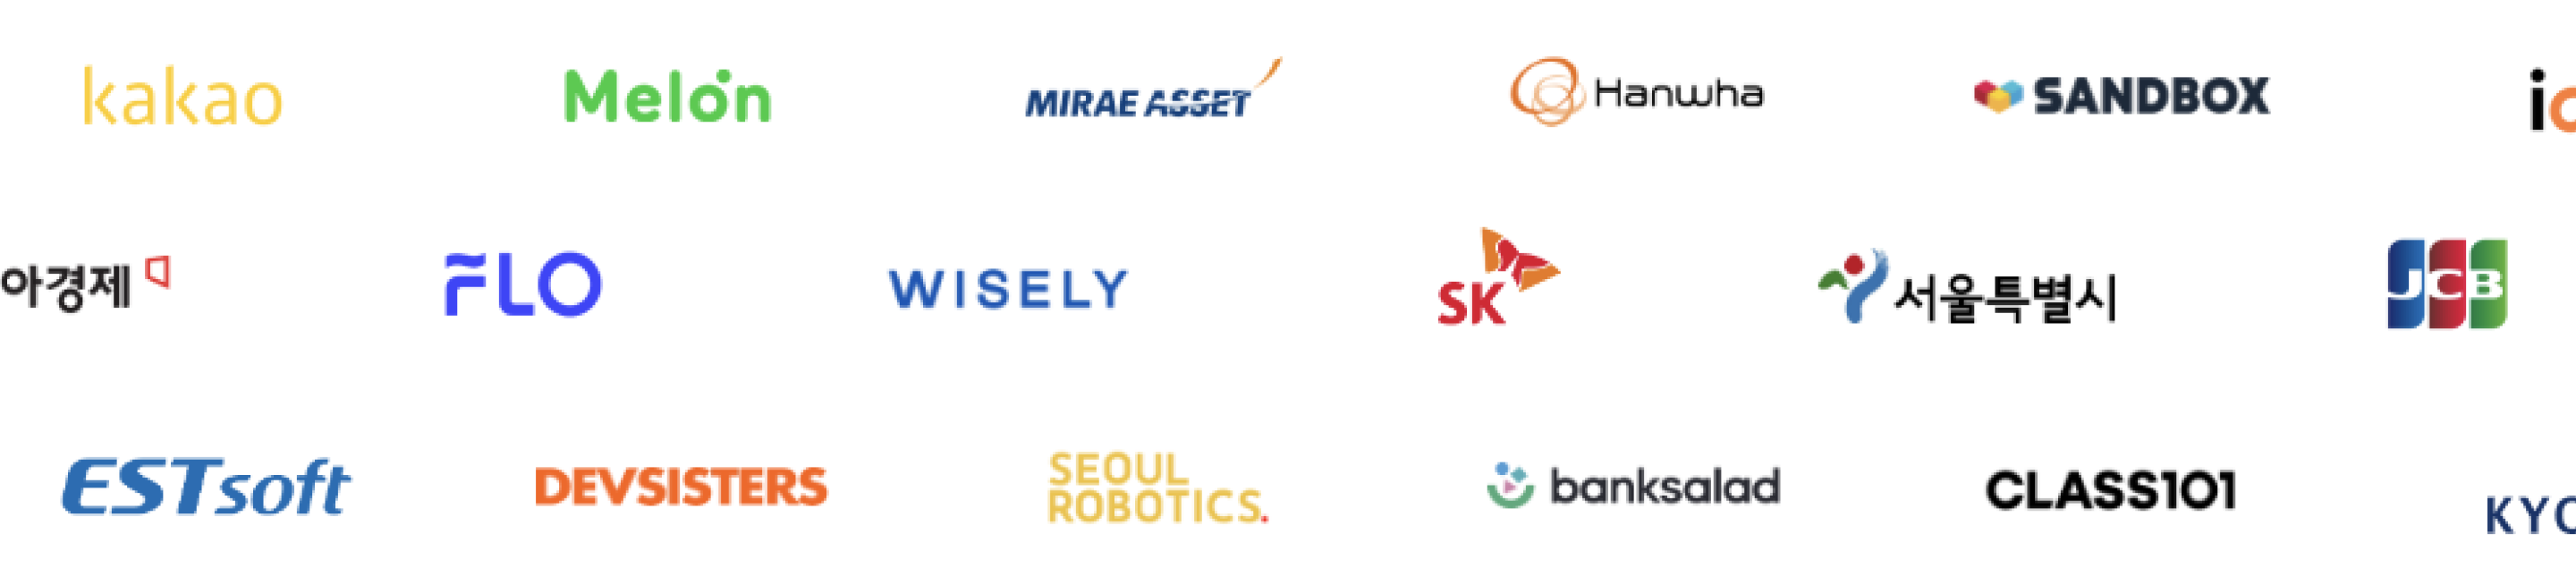 kakao
Melon
MIRAE ASSET
Hanwha
SANDBOX
아경제
FLO
WISELY
SK
서울특별시
JCB
ESTsoft
DEVSISTERS
SEOUL
ROBOTICS.
banksalad
CLASS101